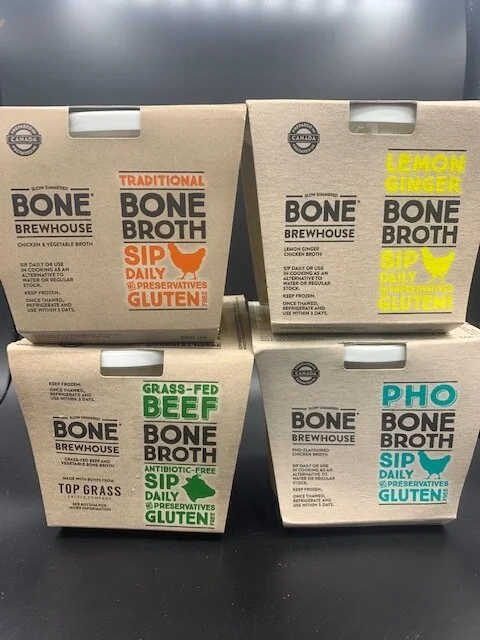 CANADA
SLOW SIMMERED
BONE
BREWHOUSE
CHICKEN & VEGETABLE BROTH
SIP DAILY OR USE
IN COOKING AS AN
ALTERNATIVE TO
WATER OR REGULAR
STOCK.
KEEP FROZEN.
ONCE THAWED,
REFRIGERATE AND
USE WITHIN 3 DAYS.
TRADITIONAL
BONE
BROTH
SIP
DAILY
NO PRESERVATIVES
GLUTEN FREE
CANADA
SLOW SIMMERED
BONE
BREWHOUSE
LEMON GINGER
CHICKEN BROTH
SIP DAILY OR USE
IN COOKING AS AN
ALTERNATIVE TO
WATER OR REGULAR
STOCK.
KEEP FROZEN.
ONCE THAWED,
REFRIGERATE AND
USE WITHIN 3 DAYS.
LEMON
GINGER
BONE
BROTH
SIP
DAILY
NO PRESERVATIVES
GLUTEN FREE
KEEP FROZEN.
ONCE THAWED,
REFRIGERATE AND
USE WITHIN 3 DAYS.
SLOW SIMMERED
BONE
BREWHOUSE
GRASS-FED BEEF AND
VEGETABLE BONE BROTH
MADE WITH BONES FROM
TOP GRASS
CATTLE COMPANY
SEE BOTTOM FOR
MORE INFORMATION
GRASS-FED
BEEF
BONE
BROTH
ANTIBIOTIC-FREE
SIP
DAILY
NO PRESERVATIVES
GLUTEN FREE
CANADA
SLOW SIMMERED
BONE
BREWHOUSE
PHO-FLAVOURED
CHICKEN BROTH
SIP DAILY OR USE
IN COOKING AS AN
ALTERNATIVE TO
WATER OR REGULAR
STOCK.
KEEP FROZEN.
ONCE THAWED,
REFRIGERATE AND
USE WITHIN 3 DAYS.
PHO
BONE
BROTH
SIP
DAILY
NO PRESERVATIVES
GLUTEN FREE